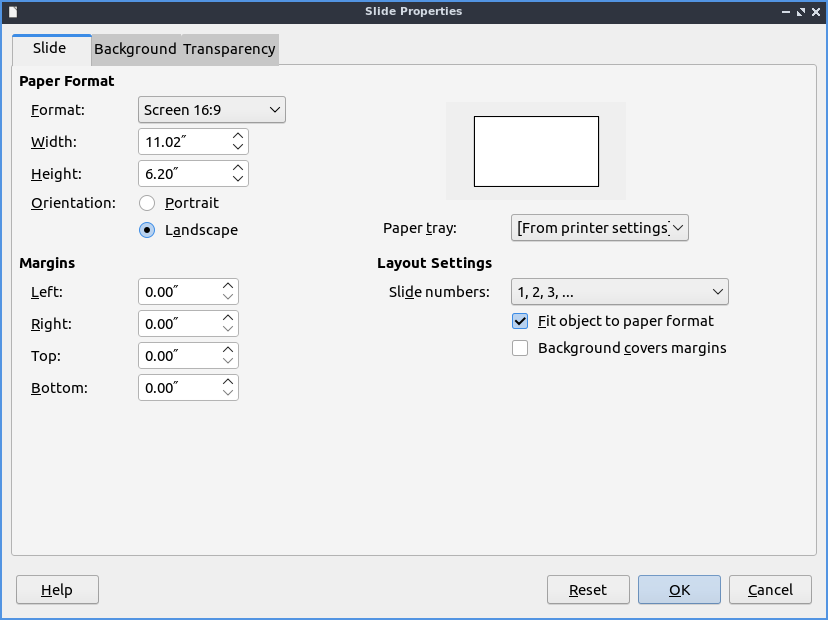 Slide Properties
Slide Background Transparency
Paper Format
Format: Screen 16:9
Width: 11.02″
Height: 6.20″
Orientation: Portrait
Landscape
Paper tray: [From printer settings]
Margins
Left: 0.00″
Right: 0.00″
Top: 0.00″
Bottom: 0.00″
Layout Settings
Slide numbers: 1, 2, 3, ...
Fit object to paper format
Background covers margins
Help Reset OK Cancel